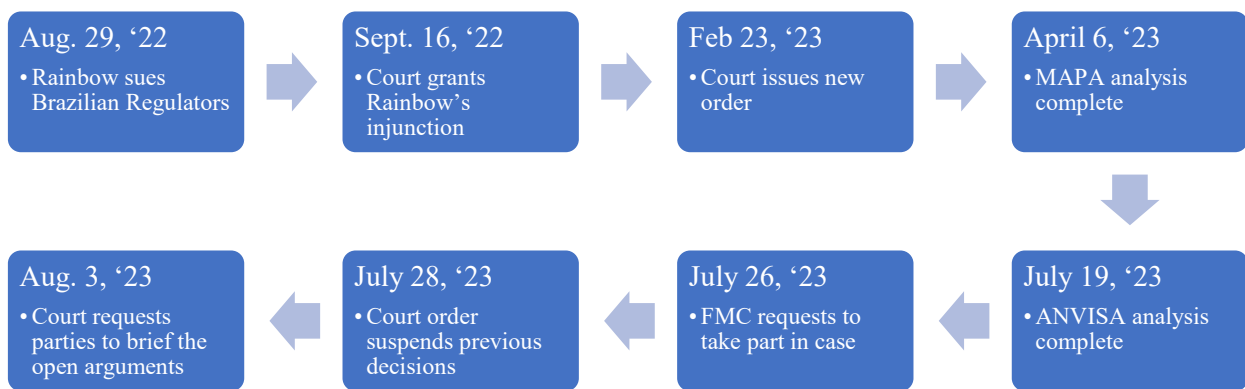 Aug. 29, ‘22
• Rainbow sues
Brazilian Regulators
Sept. 16, ‘22
• Court grants
Rainbow’s
injunction
Feb 23, ‘23
• Court issues new
order
April 6, ‘23
• MAPA analysis
complete
July 19, ‘23
• ANVISA analysis
complete
July 26, ‘23
• FMC requests to
take part in case
July 28, ‘23
• Court order
suspends previous
decisions
Aug. 3, ‘23
• Court requests
parties to brief the
open arguments